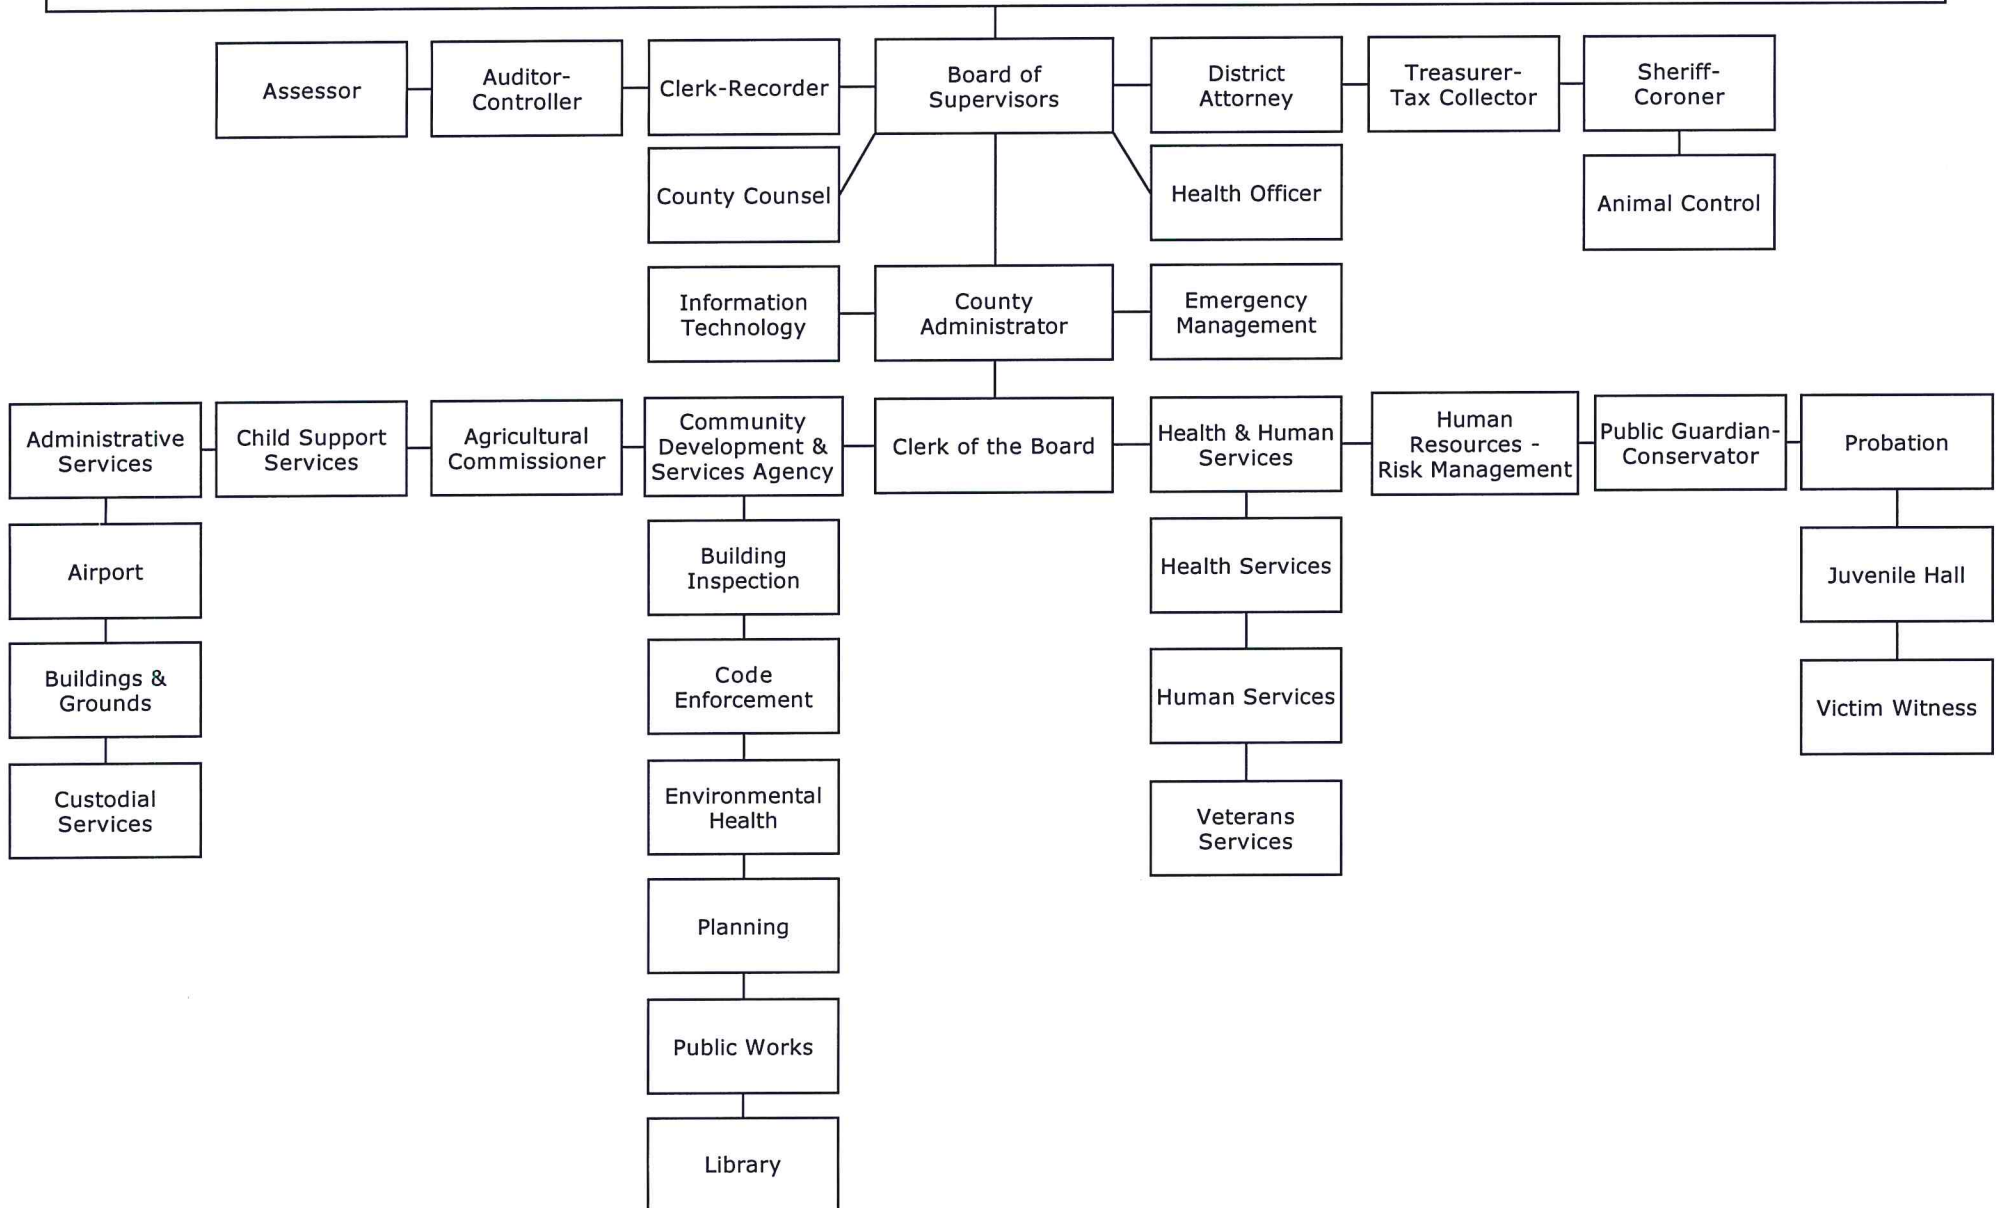 Assessor
Auditor-
Controller
Clerk-Recorder
Board of
Supervisors
District
Attorney
Treasurer-
Tax Collector
Sheriff-
Coroner
County Counsel
Health Officer
Animal Control
Information
Technology
County
Administrator
Emergency
Management
Administrative
Services
Child Support
Services
Agricultural
Commissioner
Community
Development &
Services Agency
Clerk of the Board
Health & Human
Services
Human
Resources -
Risk Management
Public Guardian-
Conservator
Probation
Airport
Building
Inspection
Health Services
Juvenile Hall
Buildings &
Grounds
Code
Enforcement
Human Services
Victim Witness
Custodial
Services
Environmental
Health
Veterans
Services
Planning
Public Works
Library